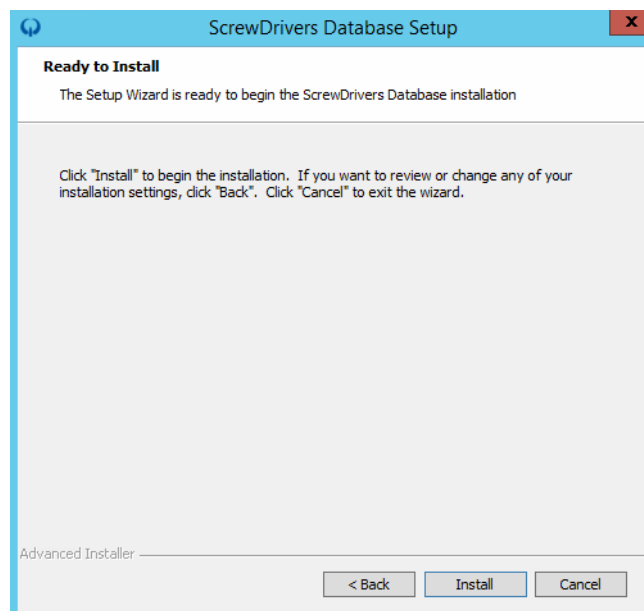 ScrewDrivers Database Setup
x
Ready to Install
The Setup Wizard is ready to begin the ScrewDrivers Database installation
Click "Install" to begin the installation.  If you want to review or change any of your
installation settings, click "Back".  Click "Cancel" to exit the wizard.
Advanced Installer
< Back
Install
Cancel